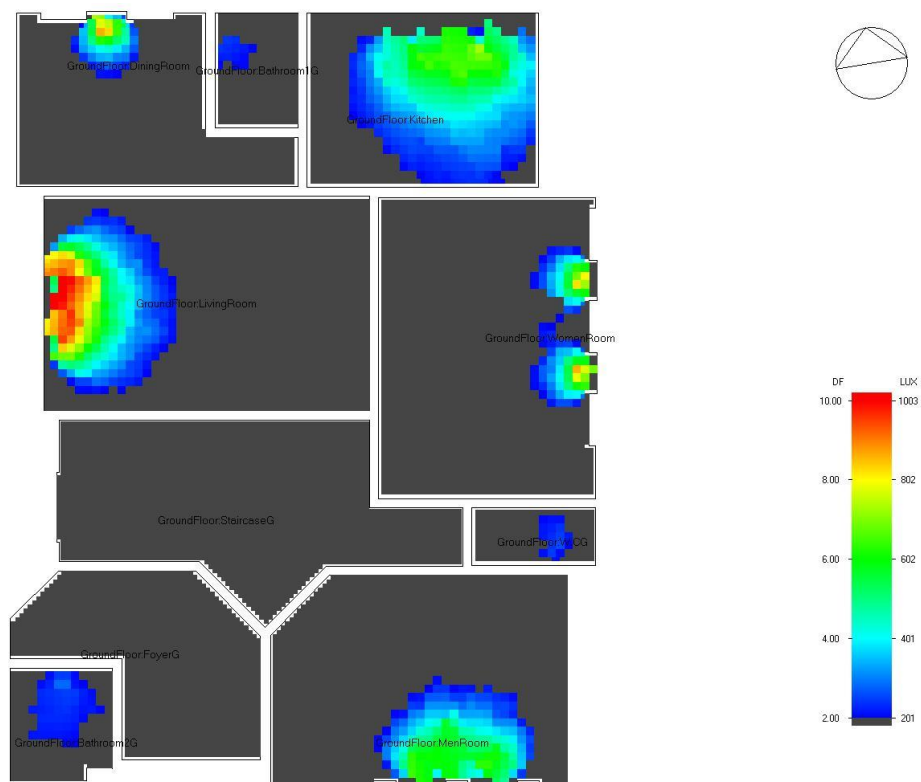 GroundFloor:DiningRoom
GroundFloor:Bathroom1G
GroundFloor:Kitchen
GroundFloor:LivingRoom
GroundFloor:WomenRoom
GroundFloor:StaircaseG
GroundFloor:WCG
GroundFloor:FoyerG
GroundFloor:Bathroom2G
GroundFloor:MenRoom
DF LUX
10.00 1003
8.00 802
6.00 602
4.00 401
2.00 201